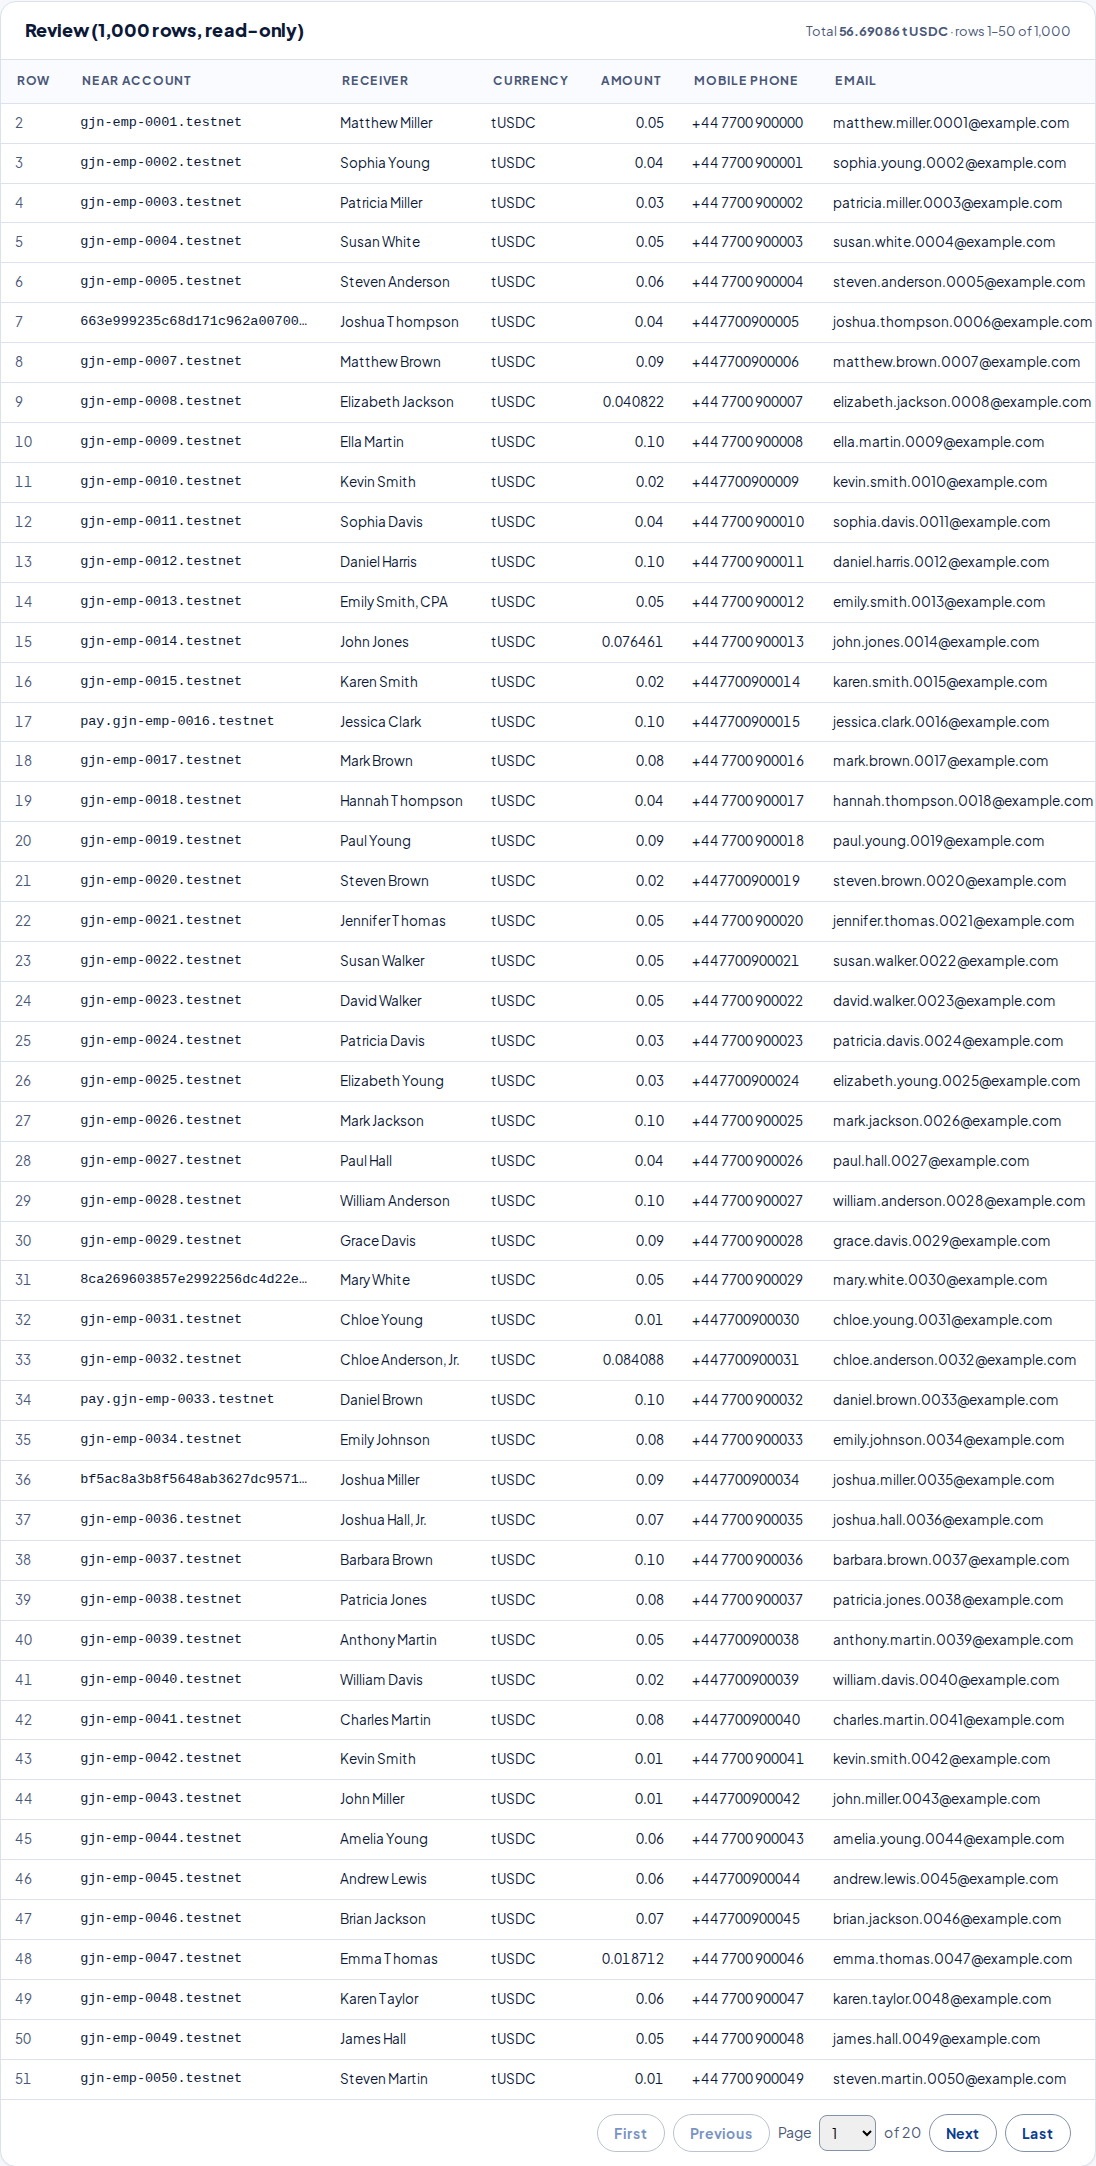 Review (1,000 rows, read-only)
Total 56.69086 tUSDC · rows 1–50 of 1,000
ROW NEAR ACCOUNT RECEIVER CURRENCY AMOUNT MOBILE PHONE EMAIL
2 gjn-emp-0001.testnet Matthew Miller tUSDC 0.05 +44 7700 900000 matthew.miller.0001@example.com
3 gjn-emp-0002.testnet Sophia Young tUSDC 0.04 +44 7700 900001 sophia.young.0002@example.com
4 gjn-emp-0003.testnet Patricia Miller tUSDC 0.03 +44 7700 900002 patricia.miller.0003@example.com
5 gjn-emp-0004.testnet Susan White tUSDC 0.05 +44 7700 900003 susan.white.0004@example.com
6 gjn-emp-0005.testnet Steven Anderson tUSDC 0.06 +44 7700 900004 steven.anderson.0005@example.com
7 663e999235c68d171c962a00700… Joshua Thompson tUSDC 0.04 +447700900005 joshua.thompson.0006@example.com
8 gjn-emp-0007.testnet Matthew Brown tUSDC 0.09 +447700900006 matthew.brown.0007@example.com
9 gjn-emp-0008.testnet Elizabeth Jackson tUSDC 0.040822 +44 7700 900007 elizabeth.jackson.0008@example.com
10 gjn-emp-0009.testnet Ella Martin tUSDC 0.10 +44 7700 900008 ella.martin.0009@example.com
11 gjn-emp-0010.testnet Kevin Smith tUSDC 0.02 +447700900009 kevin.smith.0010@example.com
12 gjn-emp-0011.testnet Sophia Davis tUSDC 0.04 +44 7700 900010 sophia.davis.0011@example.com
13 gjn-emp-0012.testnet Daniel Harris tUSDC 0.10 +44 7700 900011 daniel.harris.0012@example.com
14 gjn-emp-0013.testnet Emily Smith, CPA tUSDC 0.05 +44 7700 900012 emily.smith.0013@example.com
15 gjn-emp-0014.testnet John Jones tUSDC 0.076461 +44 7700 900013 john.jones.0014@example.com
16 gjn-emp-0015.testnet Karen Smith tUSDC 0.02 +447700900014 karen.smith.0015@example.com
17 pay.gjn-emp-0016.testnet Jessica Clark tUSDC 0.10 +447700900015 jessica.clark.0016@example.com
18 gjn-emp-0017.testnet Mark Brown tUSDC 0.08 +44 7700 900016 mark.brown.0017@example.com
19 gjn-emp-0018.testnet Hannah Thompson tUSDC 0.04 +44 7700 900017 hannah.thompson.0018@example.com
20 gjn-emp-0019.testnet Paul Young tUSDC 0.09 +44 7700 900018 paul.young.0019@example.com
21 gjn-emp-0020.testnet Steven Brown tUSDC 0.02 +447700900019 steven.brown.0020@example.com
22 gjn-emp-0021.testnet Jennifer Thomas tUSDC 0.05 +44 7700 900020 jennifer.thomas.0021@example.com
23 gjn-emp-0022.testnet Susan Walker tUSDC 0.05 +447700900021 susan.walker.0022@example.com
24 gjn-emp-0023.testnet David Walker tUSDC 0.05 +44 7700 900022 david.walker.0023@example.com
25 gjn-emp-0024.testnet Patricia Davis tUSDC 0.03 +44 7700 900023 patricia.davis.0024@example.com
26 gjn-emp-0025.testnet Elizabeth Young tUSDC 0.03 +447700900024 elizabeth.young.0025@example.com
27 gjn-emp-0026.testnet Mark Jackson tUSDC 0.10 +44 7700 900025 mark.jackson.0026@example.com
28 gjn-emp-0027.testnet Paul Hall tUSDC 0.04 +44 7700 900026 paul.hall.0027@example.com
29 gjn-emp-0028.testnet William Anderson tUSDC 0.10 +44 7700 900027 william.anderson.0028@example.com
30 gjn-emp-0029.testnet Grace Davis tUSDC 0.09 +44 7700 900028 grace.davis.0029@example.com
31 8ca269603857e2992256dc4d22e… Mary White tUSDC 0.05 +44 7700 900029 mary.white.0030@example.com
32 gjn-emp-0031.testnet Chloe Young tUSDC 0.01 +447700900030 chloe.young.0031@example.com
33 gjn-emp-0032.testnet Chloe Anderson, Jr. tUSDC 0.084088 +447700900031 chloe.anderson.0032@example.com
34 pay.gjn-emp-0033.testnet Daniel Brown tUSDC 0.10 +44 7700 900032 daniel.brown.0033@example.com
35 gjn-emp-0034.testnet Emily Johnson tUSDC 0.08 +44 7700 900033 emily.johnson.0034@example.com
36 bf5ac8a3b8f5648ab3627dc9571… Joshua Miller tUSDC 0.09 +447700900034 joshua.miller.0035@example.com
37 gjn-emp-0036.testnet Joshua Hall, Jr. tUSDC 0.07 +44 7700 900035 joshua.hall.0036@example.com
38 gjn-emp-0037.testnet Barbara Brown tUSDC 0.10 +44 7700 900036 barbara.brown.0037@example.com
39 gjn-emp-0038.testnet Patricia Jones tUSDC 0.08 +44 7700 900037 patricia.jones.0038@example.com
40 gjn-emp-0039.testnet Anthony Martin tUSDC 0.05 +447700900038 anthony.martin.0039@example.com
41 gjn-emp-0040.testnet William Davis tUSDC 0.02 +447700900039 william.davis.0040@example.com
42 gjn-emp-0041.testnet Charles Martin tUSDC 0.08 +447700900040 charles.martin.0041@example.com
43 gjn-emp-0042.testnet Kevin Smith tUSDC 0.01 +44 7700 900041 kevin.smith.0042@example.com
44 gjn-emp-0043.testnet John Miller tUSDC 0.01 +447700900042 john.miller.0043@example.com
45 gjn-emp-0044.testnet Amelia Young tUSDC 0.06 +44 7700 900043 amelia.young.0044@example.com
46 gjn-emp-0045.testnet Andrew Lewis tUSDC 0.06 +447700900044 andrew.lewis.0045@example.com
47 gjn-emp-0046.testnet Brian Jackson tUSDC 0.07 +447700900045 brian.jackson.0046@example.com
48 gjn-emp-0047.testnet Emma Thomas tUSDC 0.018712 +44 7700 900046 emma.thomas.0047@example.com
49 gjn-emp-0048.testnet Karen Taylor tUSDC 0.06 +44 7700 900047 karen.taylor.0048@example.com
50 gjn-emp-0049.testnet James Hall tUSDC 0.05 +44 7700 900048 james.hall.0049@example.com
51 gjn-emp-0050.testnet Steven Martin tUSDC 0.01 +44 7700 900049 steven.martin.0050@example.com
First Previous Page 1 of 20 Next Last